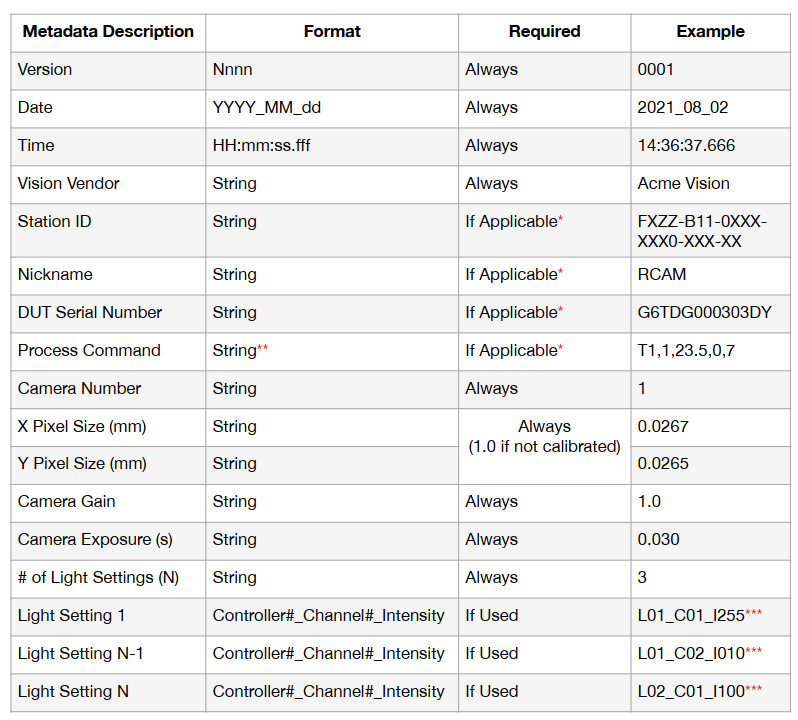 Metadata Description Format Required Example
Version Nnnn Always 0001
Date YYYY_MM_dd Always 2021_08_02
Time HH:mm:ss.fff Always 14:36:37.666
Vision Vendor String Always Acme Vision
Station ID String If Applicable* FXZZ-B11-0XXX-
XXX0-XXX-XX
Nickname String If Applicable* RCAM
DUT Serial Number String If Applicable* G6TDG000303DY
Process Command String** If Applicable* T1,1,23.5,0,7
Camera Number String Always 1
X Pixel Size (mm) String Always 0.0267
(1.0 if not calibrated)
Y Pixel Size (mm) String 0.0265
Camera Gain String Always 1.0
Camera Exposure (s) String Always 0.030
# of Light Settings (N) String Always 3
Light Setting 1 Controller#_Channel#_Intensity If Used L01_C01_I255***
Light Setting N-1 Controller#_Channel#_Intensity If Used L01_C02_I010***
Light Setting N Controller#_Channel#_Intensity If Used L02_C01_I100***